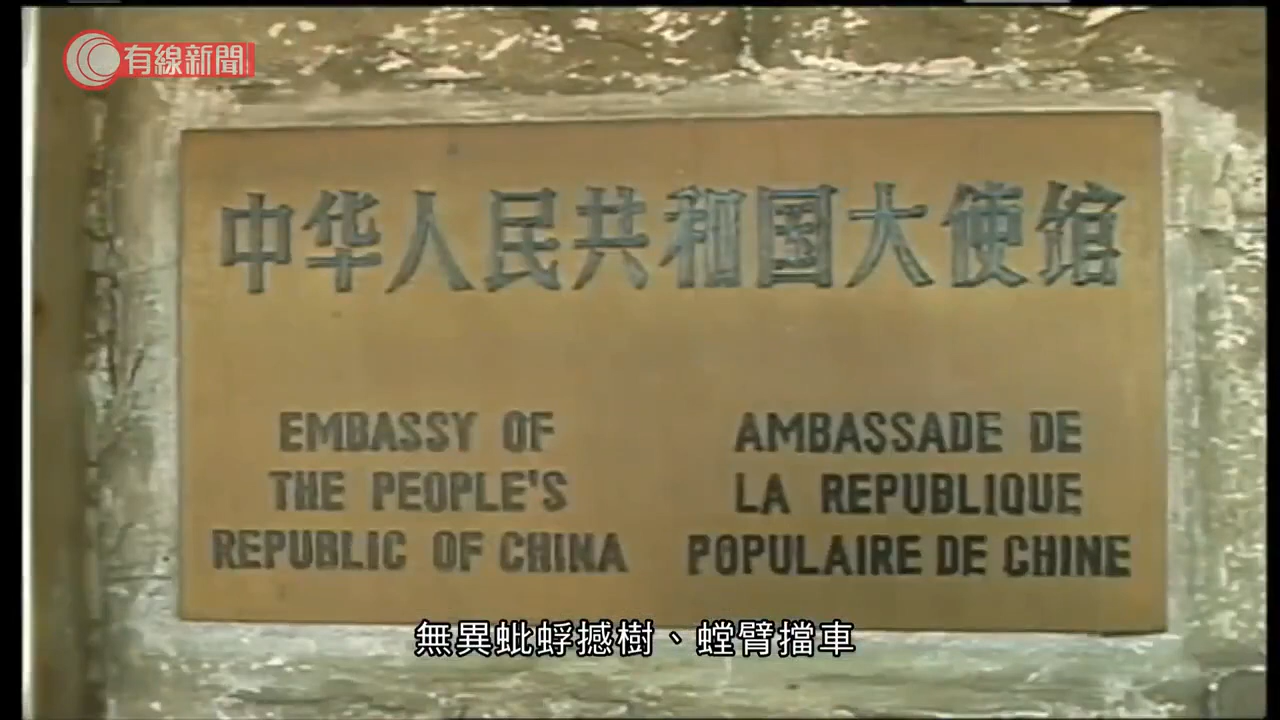 有線新聞
中华人民共和国大使馆
EMBASSY OF
THE PEOPLE'S
REPUBLIC OF CHINA
AMBASSADE DE
LA REPUBLIQUE
POPULAIRE DE CHINE
無異蚍蜉撼樹、螳臂擋車